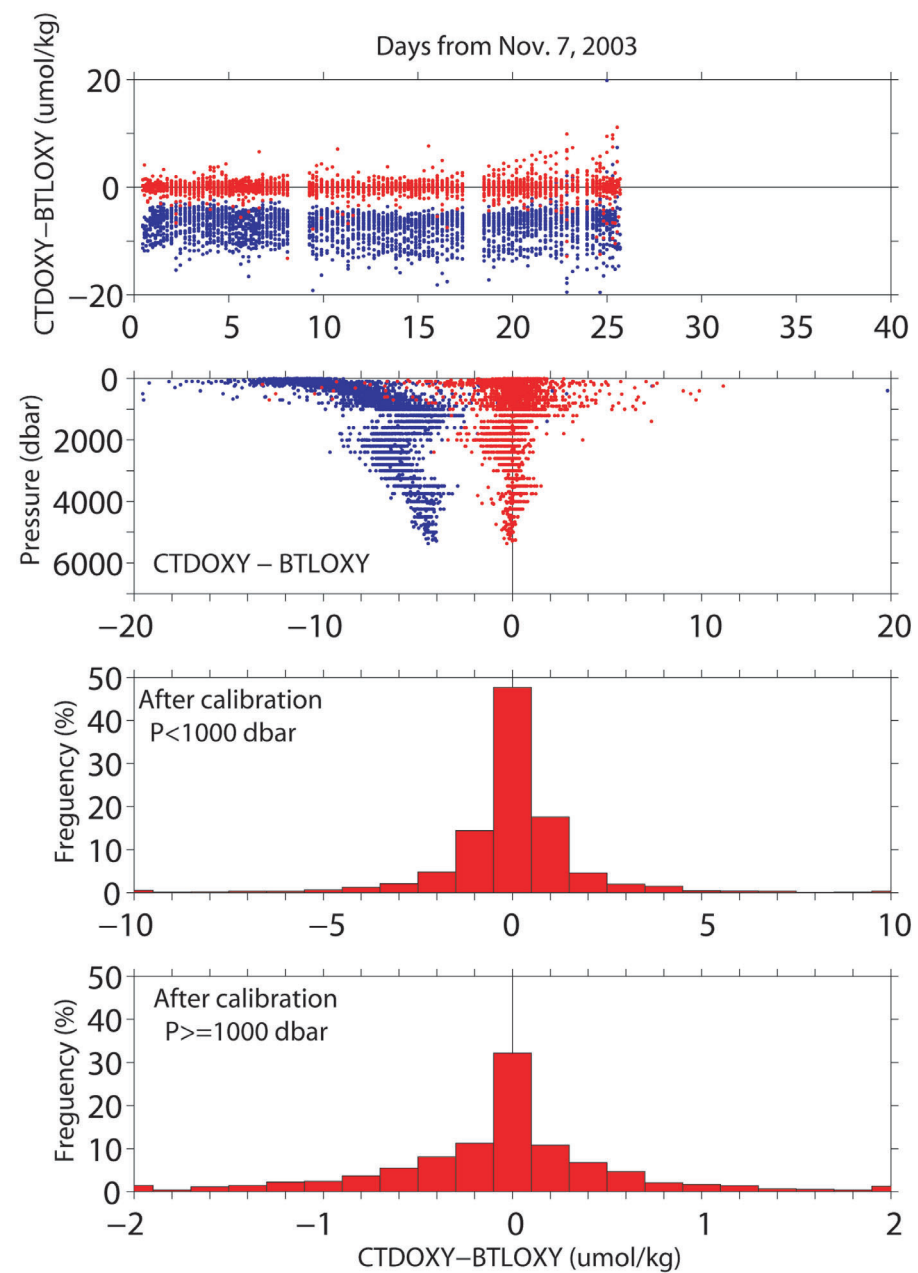 Days from Nov. 7, 2003
CTDOXY−BTLOXY (umol/kg)
20
0
−20
0 5 10 15 20 25 30 35 40
Pressure (dbar)
0
2000
4000
6000
CTDOXY − BTLOXY
−20 −10 0 10 20
Freguency (%)
50
40
30
20
10
0
After calibration
P<1000 dbar
−10 −5 0 5 10
Freguency (%)
50
40
30
20
10
0
After calibration
P>=1000 dbar
−2 −1 0 1 2
CTDOXY−BTLOXY (umol/kg)